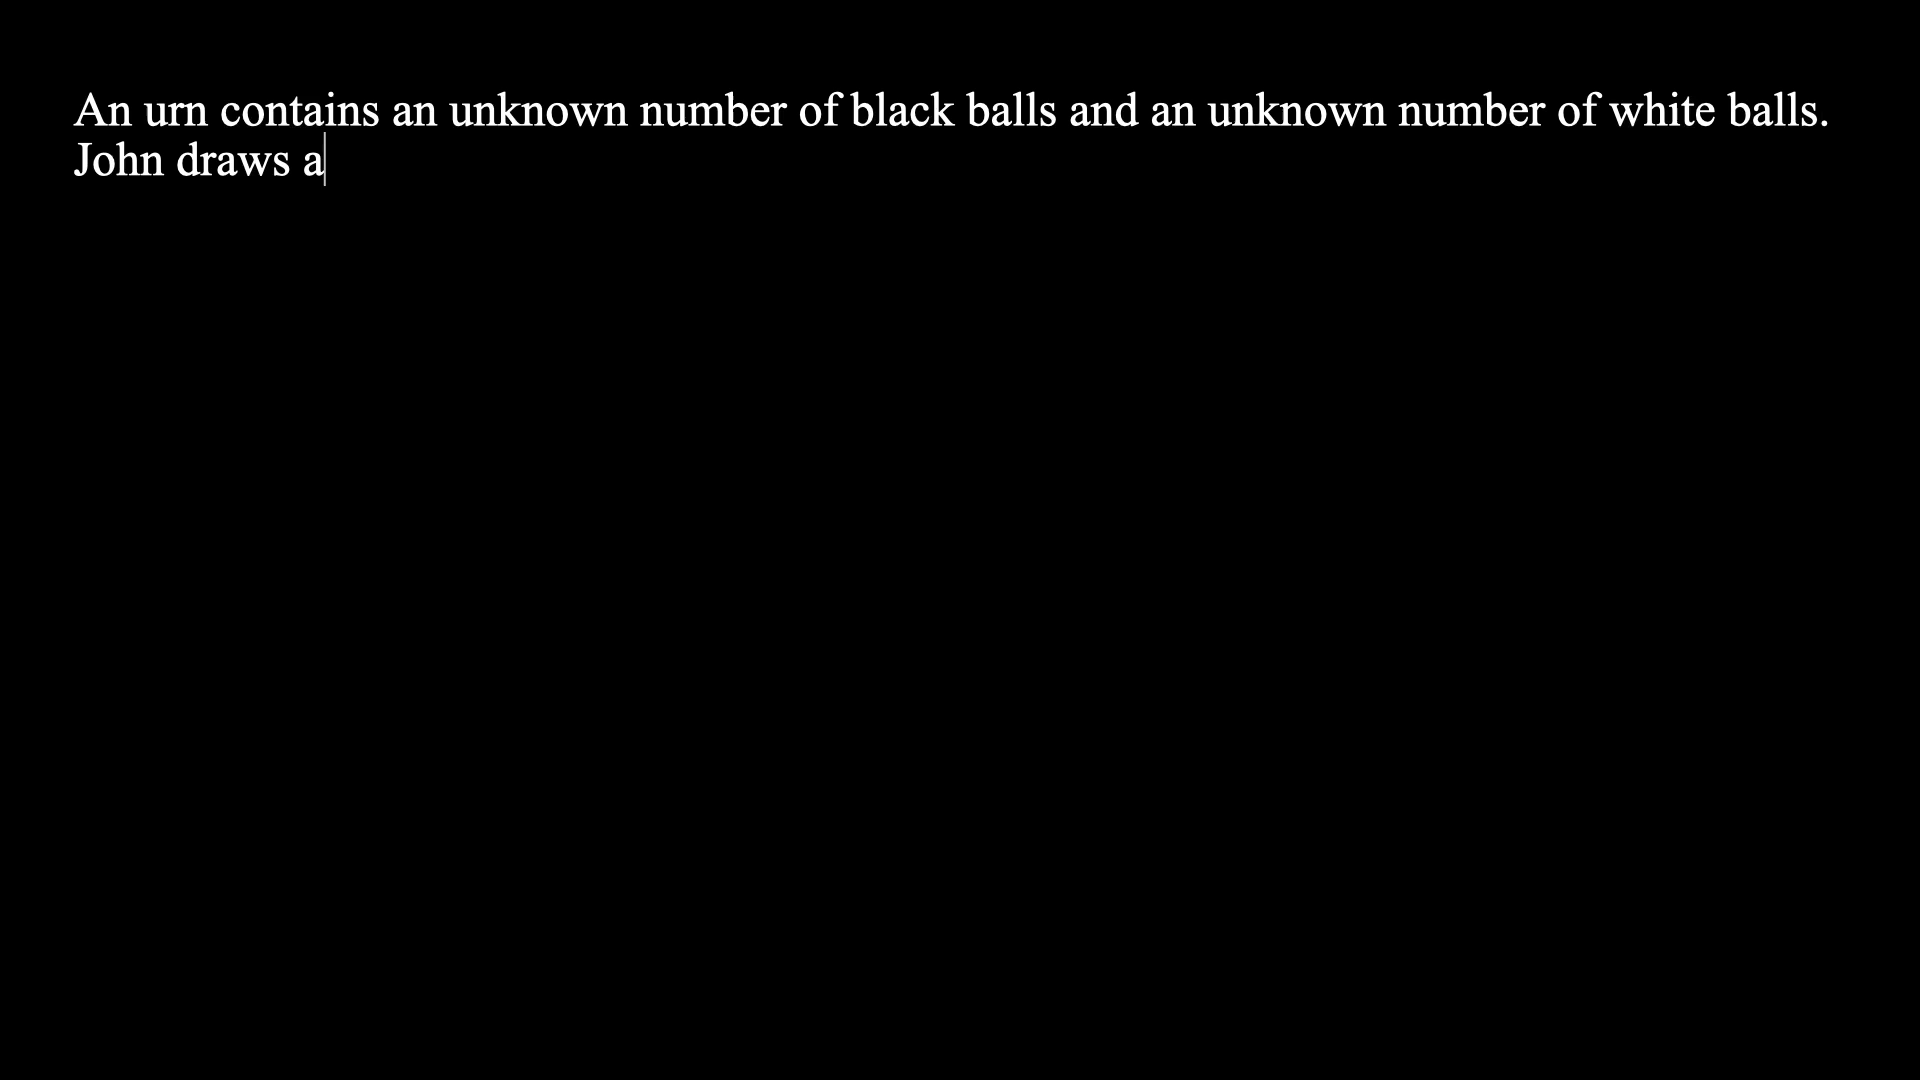 An urn contains an unknown number of black balls and an unknown number of white balls.
John draws a